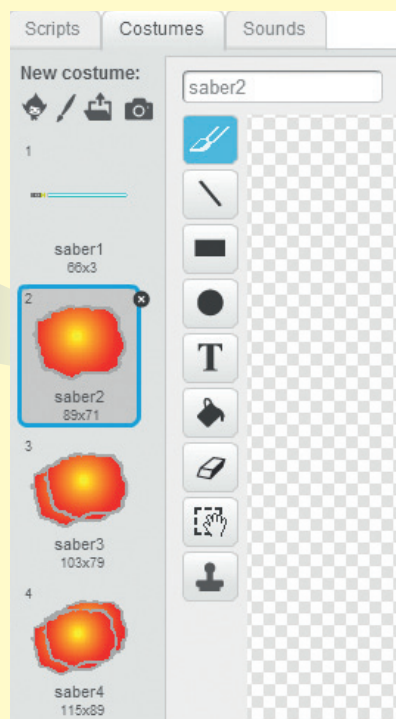 Scripts
Costumes
Sounds
New costume:
saber2
1
saber1
66x3
2
saber2
89x71
T
3
saber3
103x79
4
saber4
115x89